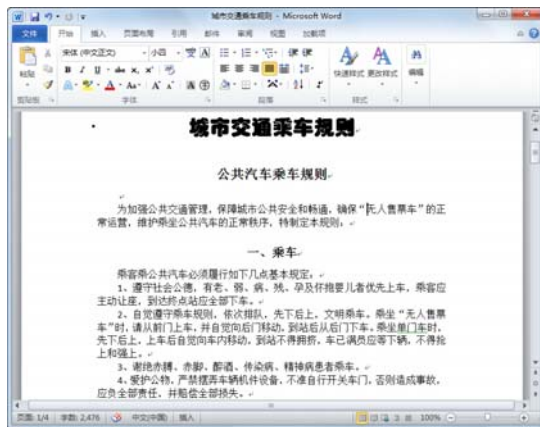 城市交通乘车规则 - Microsoft Word
文件 开始 插入 页面布局 引用 邮件 审阅 视图 加载项
宋体 (中文正文) 小四
粘贴
快速样式 更改样式 编辑
剪贴板 字体 段落 样式
城市交通乘车规则
公共汽车乘车规则
为加强公共交通管理，保障城市公共安全和畅通，确保“无人售票车”的正
常运营，维护乘坐公共汽车的正常秩序，特制定本规则。
一、乘车
乘客乘公共汽车必须履行如下几点基本规定。
1、遵守社会公德，有老、弱、病、残、孕及怀抱婴儿者优先上车，乘客应
主动让座，到达终点站应全部下车。
2、自觉遵守乘车规则，依次排队，先下后上，文明乘车。乘坐“无人售票
车”时，请从前门上车，并自觉向后门移动，到站后从后门下车。乘坐单门车时，
先下后上，上车后自觉向车内移动，到站不得拥挤，车已满员应等下辆，不得抢
上和强上。
3、谢绝赤膊、赤脚、醉酒、传染病、精神病患者乘车。
4、爱护公物，严禁摆弄车辆机件设备，不准自行开关车门，否则造成事故，
应负全部责任，并赔偿全部损失。
页面: 1/4 字数: 2,476 中文(中国) 插入 100%